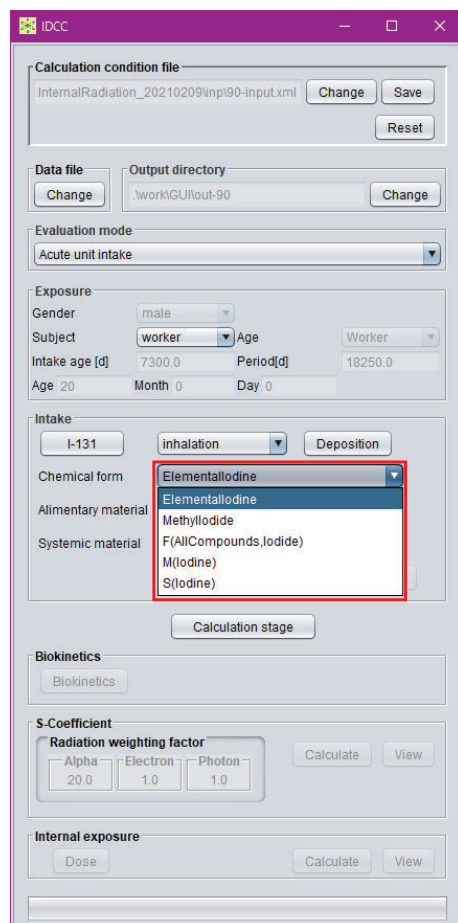 IDCC
Calculation condition file
InternalRadiation_20210209\inp\90-input.xml Change Save
Reset
Data file Output directory
Change .\work\GUI\out-90 Change
Evaluation mode
Acute unit intake
Exposure
Gender male
Subject worker Age Worker
Intake age [d] 7300.0 Period[d] 18250.0
Age 20 Month 0 Day 0
Intake
I-131 inhalation Deposition
Chemical form ElementalIodine
ElementalIodine
Alimentary material MethylIodide
F(AllCompounds,Iodide)
Systemic material M(Iodine)
S(Iodine)
Calculation stage
Biokinetics
Biokinetics
S-Coefficient
Radiation weighting factor
Alpha Electron Photon Calculate View
20.0 1.0 1.0
Internal exposure
Dose Calculate View